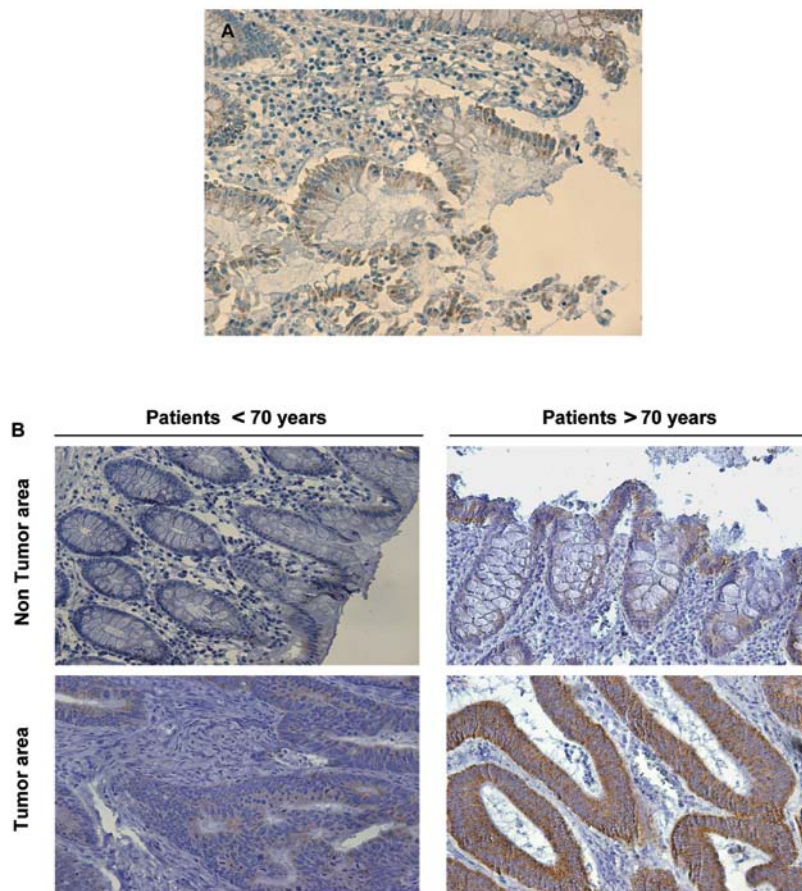 A
B
Patients < 70 years
Patients > 70 years
Non Tumor area
Tumor area